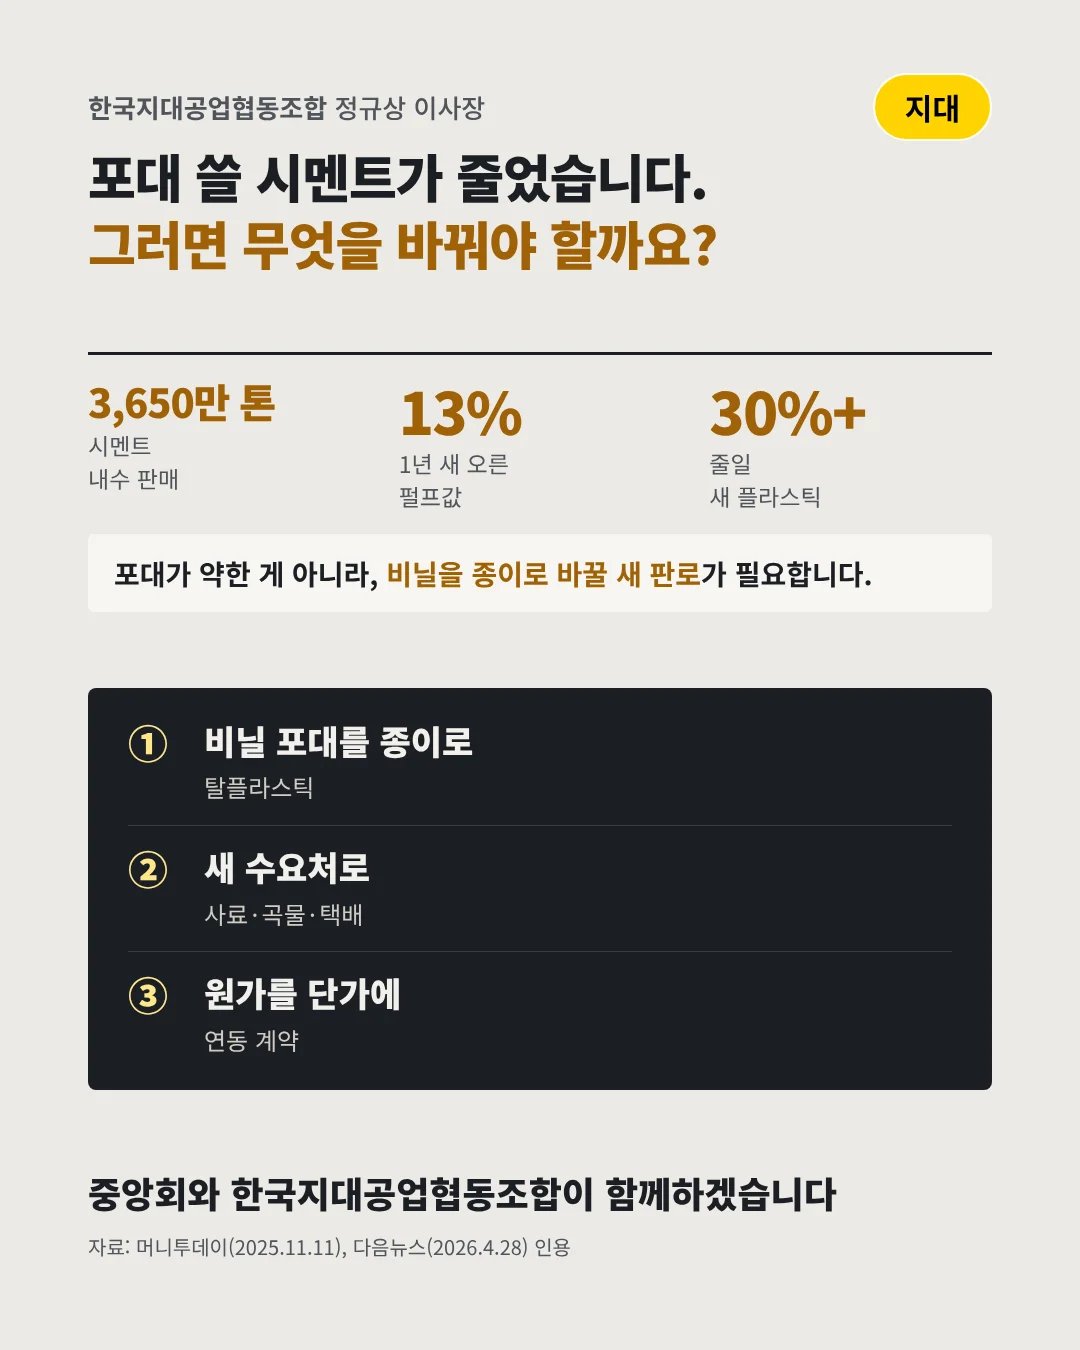 한국지대공업협동조합 정규상 이사장
지대
포대 쓸 시멘트가 줄었습니다.
그러면 무엇을 바꿔야 할까요?
3,650만 톤
시멘트
내수 판매
13%
1년 새 오른
펄프값
30%+
줄일
새 플라스틱
포대가 약한 게 아니라, 비닐을 종이로 바꿀 새 판로가 필요합니다.
① 비닐 포대를 종이로
탈플라스틱
② 새 수요처로
사료·곡물·택배
③ 원가를 단가에
연동 계약
중앙회와 한국지대공업협동조합이 함께하겠습니다
자료: 머니투데이(2025.11.11), 다음뉴스(2026.4.28) 인용